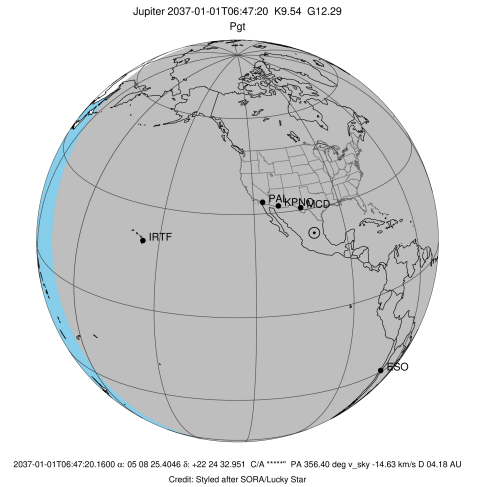 Jupiter 2037-01-01T06:47:20 K9.54 G12.29
Pgt
PAL KPNO MCD
IRTF
ESO
2037-01-01T06:47:20.1600 α: 05 08 25.4046 δ: +22 24 32.951 C/A *****" PA 356.40 deg v_sky -14.63 km/s D 04.18 AU
Credit: Styled after SORA/Lucky Star